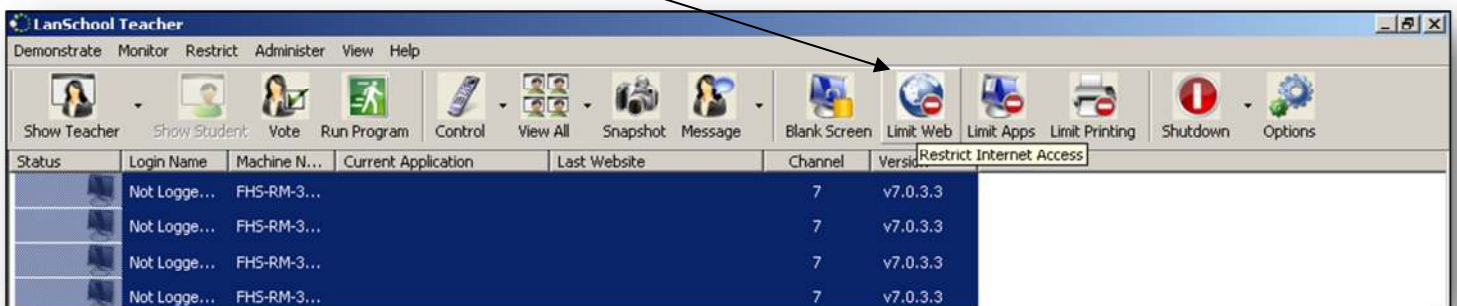 LanSchool Teacher
Demonstrate Monitor Restrict Administer View Help
Show Teacher Show Student Vote Run Program Control View All Snapshot Message Blank Screen Limit Web Limit Apps Limit Printing Shutdown Options
Status Login Name Machine N... Current Application Last Website Channel
Restrict Internet Access
Not Logge... FHS-RM-3... 7 v7.0.3.3
Not Logge... FHS-RM-3... 7 v7.0.3.3
Not Logge... FHS-RM-3... 7 v7.0.3.3
Not Logge... FHS-RM-3... 7 v7.0.3.3